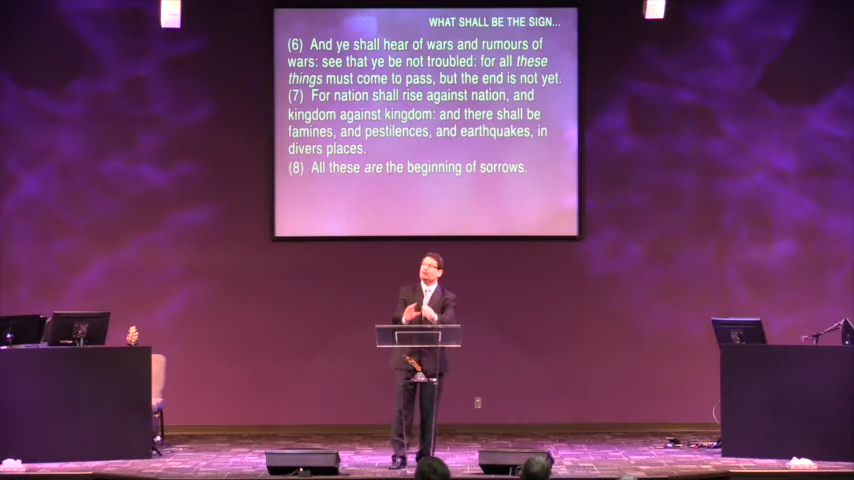 WHAT SHALL BE THE SIGN...
(6) And ye shall hear of wars and rumours of
wars: see that ye be not troubled: for all these
things must come to pass, but the end is not yet.
(7) For nation shall rise against nation, and
kingdom against kingdom: and there shall be
famines, and pestilences, and earthquakes, in
divers places.
(8) All these are the beginning of sorrows.